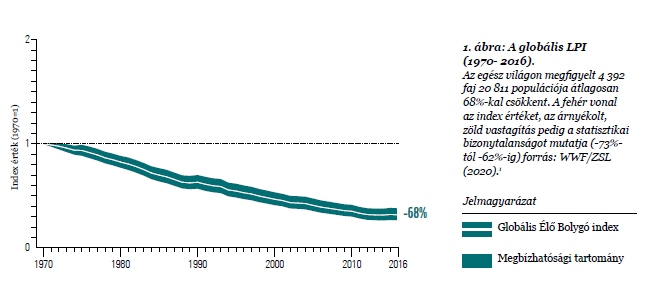 2
1
0
Index érték (1970=1)
1970
1980
1990
2000
2010
2016
-68%
1. ábra: A globális LPI
(1970- 2016).
Az egész világon megfigyelt 4 392
faj 20 811 populációja átlagosan
68%-kal csökkent. A fehér vonal
az index értéket, az árnyékolt,
zöld vastagítás pedig a statisztikai
bizonytalanságot mutatja (-73%-
tól -62%-ig) forrás: WWF/ZSL
(2020).¹
Jelmagyarázat
Globális Élő Bolygó index
Megbízhatósági tartomány